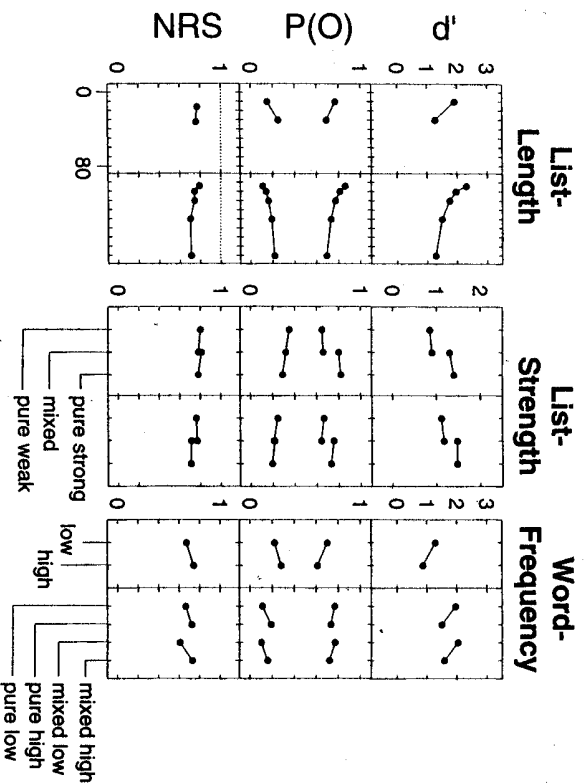 List-
Length
List-
Strength
Word-
Frequency
d'
3
2
1
0
2
1
0
3
2
1
0
P(O)
1
0
1
0
1
0
NRS
1
0
1
0
1
0
0
80
pure strong
mixed
pure weak
low
high
mixed high
mixed low
pure high
pure low